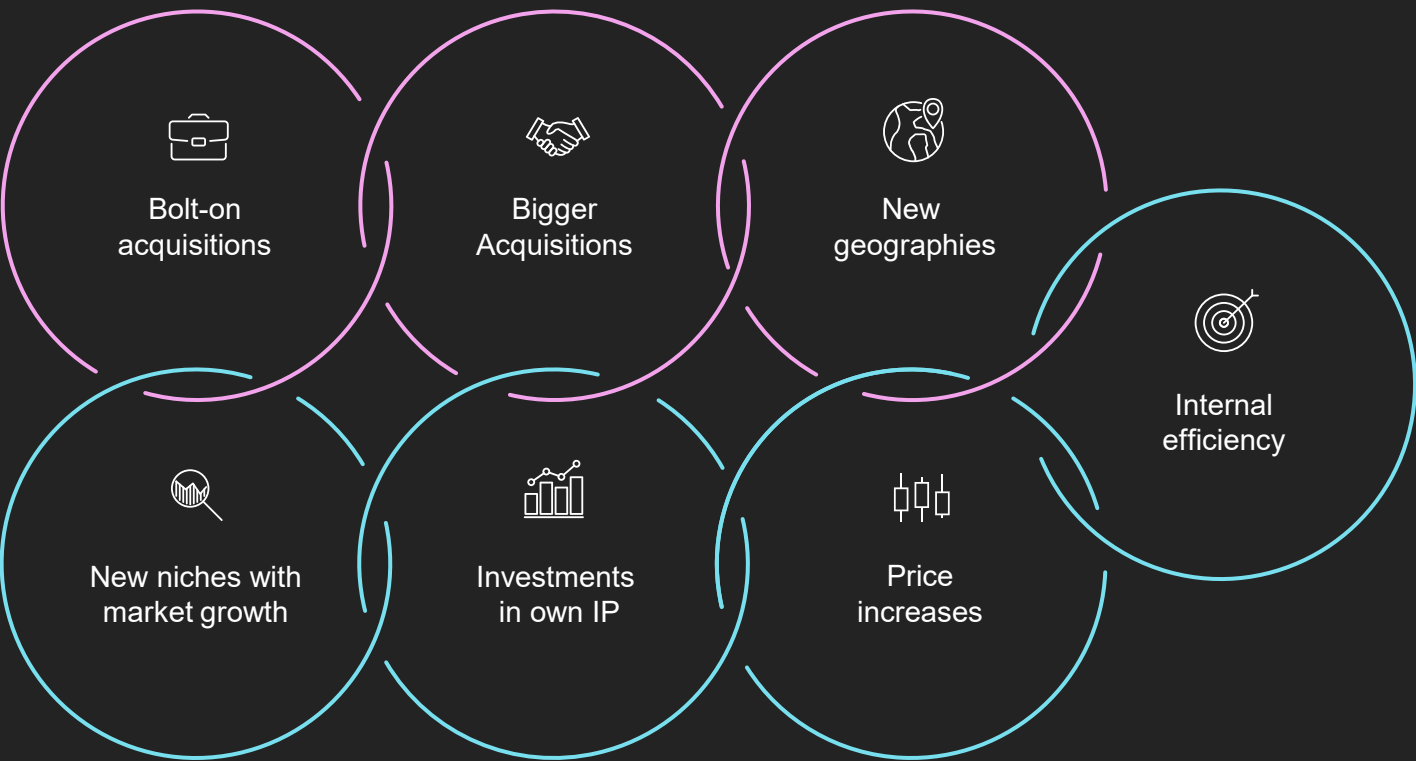 Bolt-on
acquisitions
Bigger
Acquisitions
New
geographies
Internal
efficiency
New niches with
market growth
Investments
in own IP
Price
increases